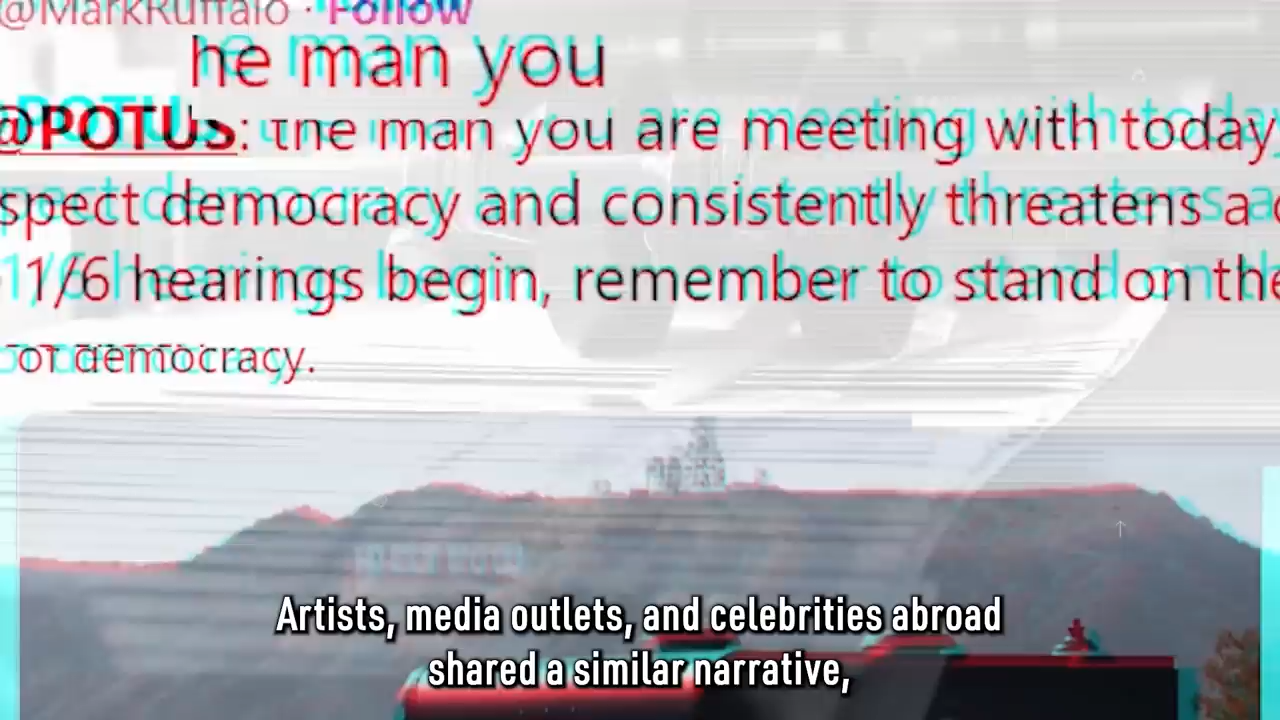 @MarkRuffalo · Follow
he man you
@POTUS: the man you are meeting with today,
spect democracy and consistently threatens a
1/6 hearings begin, remember to stand on the
of democracy.
Artists, media outlets, and celebrities abroad
shared a similar narrative,